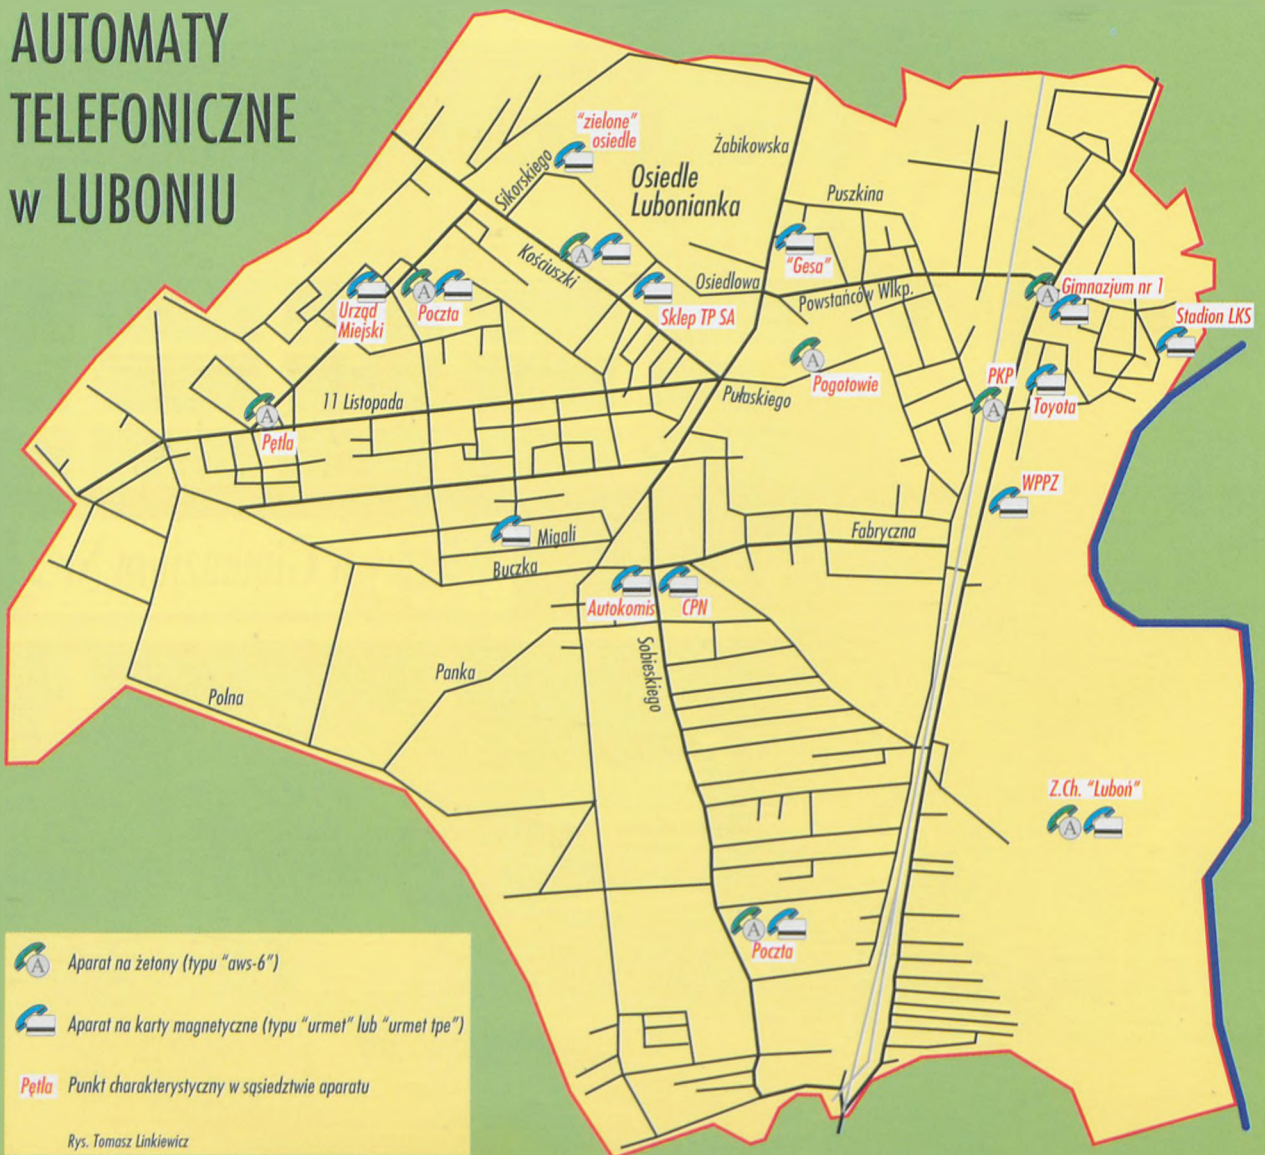 AUTOMATY
TELEFONICZNE
w LUBONIU
"zielone"
osiedle
Sikorskiego
Osiedle
Lubonianka
Żabikowska
Puszkina
Kościuszki
"Gesa"
Osiedlowa
Powstańców Wlkp.
Gimnazjum nr 1
Stadion LKS
Urząd
Miejski
Poczta
A
A
A
Sklep TP SA
A
Pogotowie
PKP
A
Toyota
Pułaskiego
11 Listopada
A
Pętla
WPPZ
Migali
Fabryczna
Buczka
Autokomis
CPN
Sobieskiego
Panka
Polna
Z.Ch. "Luboń"
A
A
Poczta
A Aparat na żetony (typu "aws-6")
Aparat na karty magnetyczne (typu "urmet" lub "urmet tpe")
Pętla Punkt charakterystyczny w sąsiedztwie aparatu
Rys. Tomasz Linkiewicz